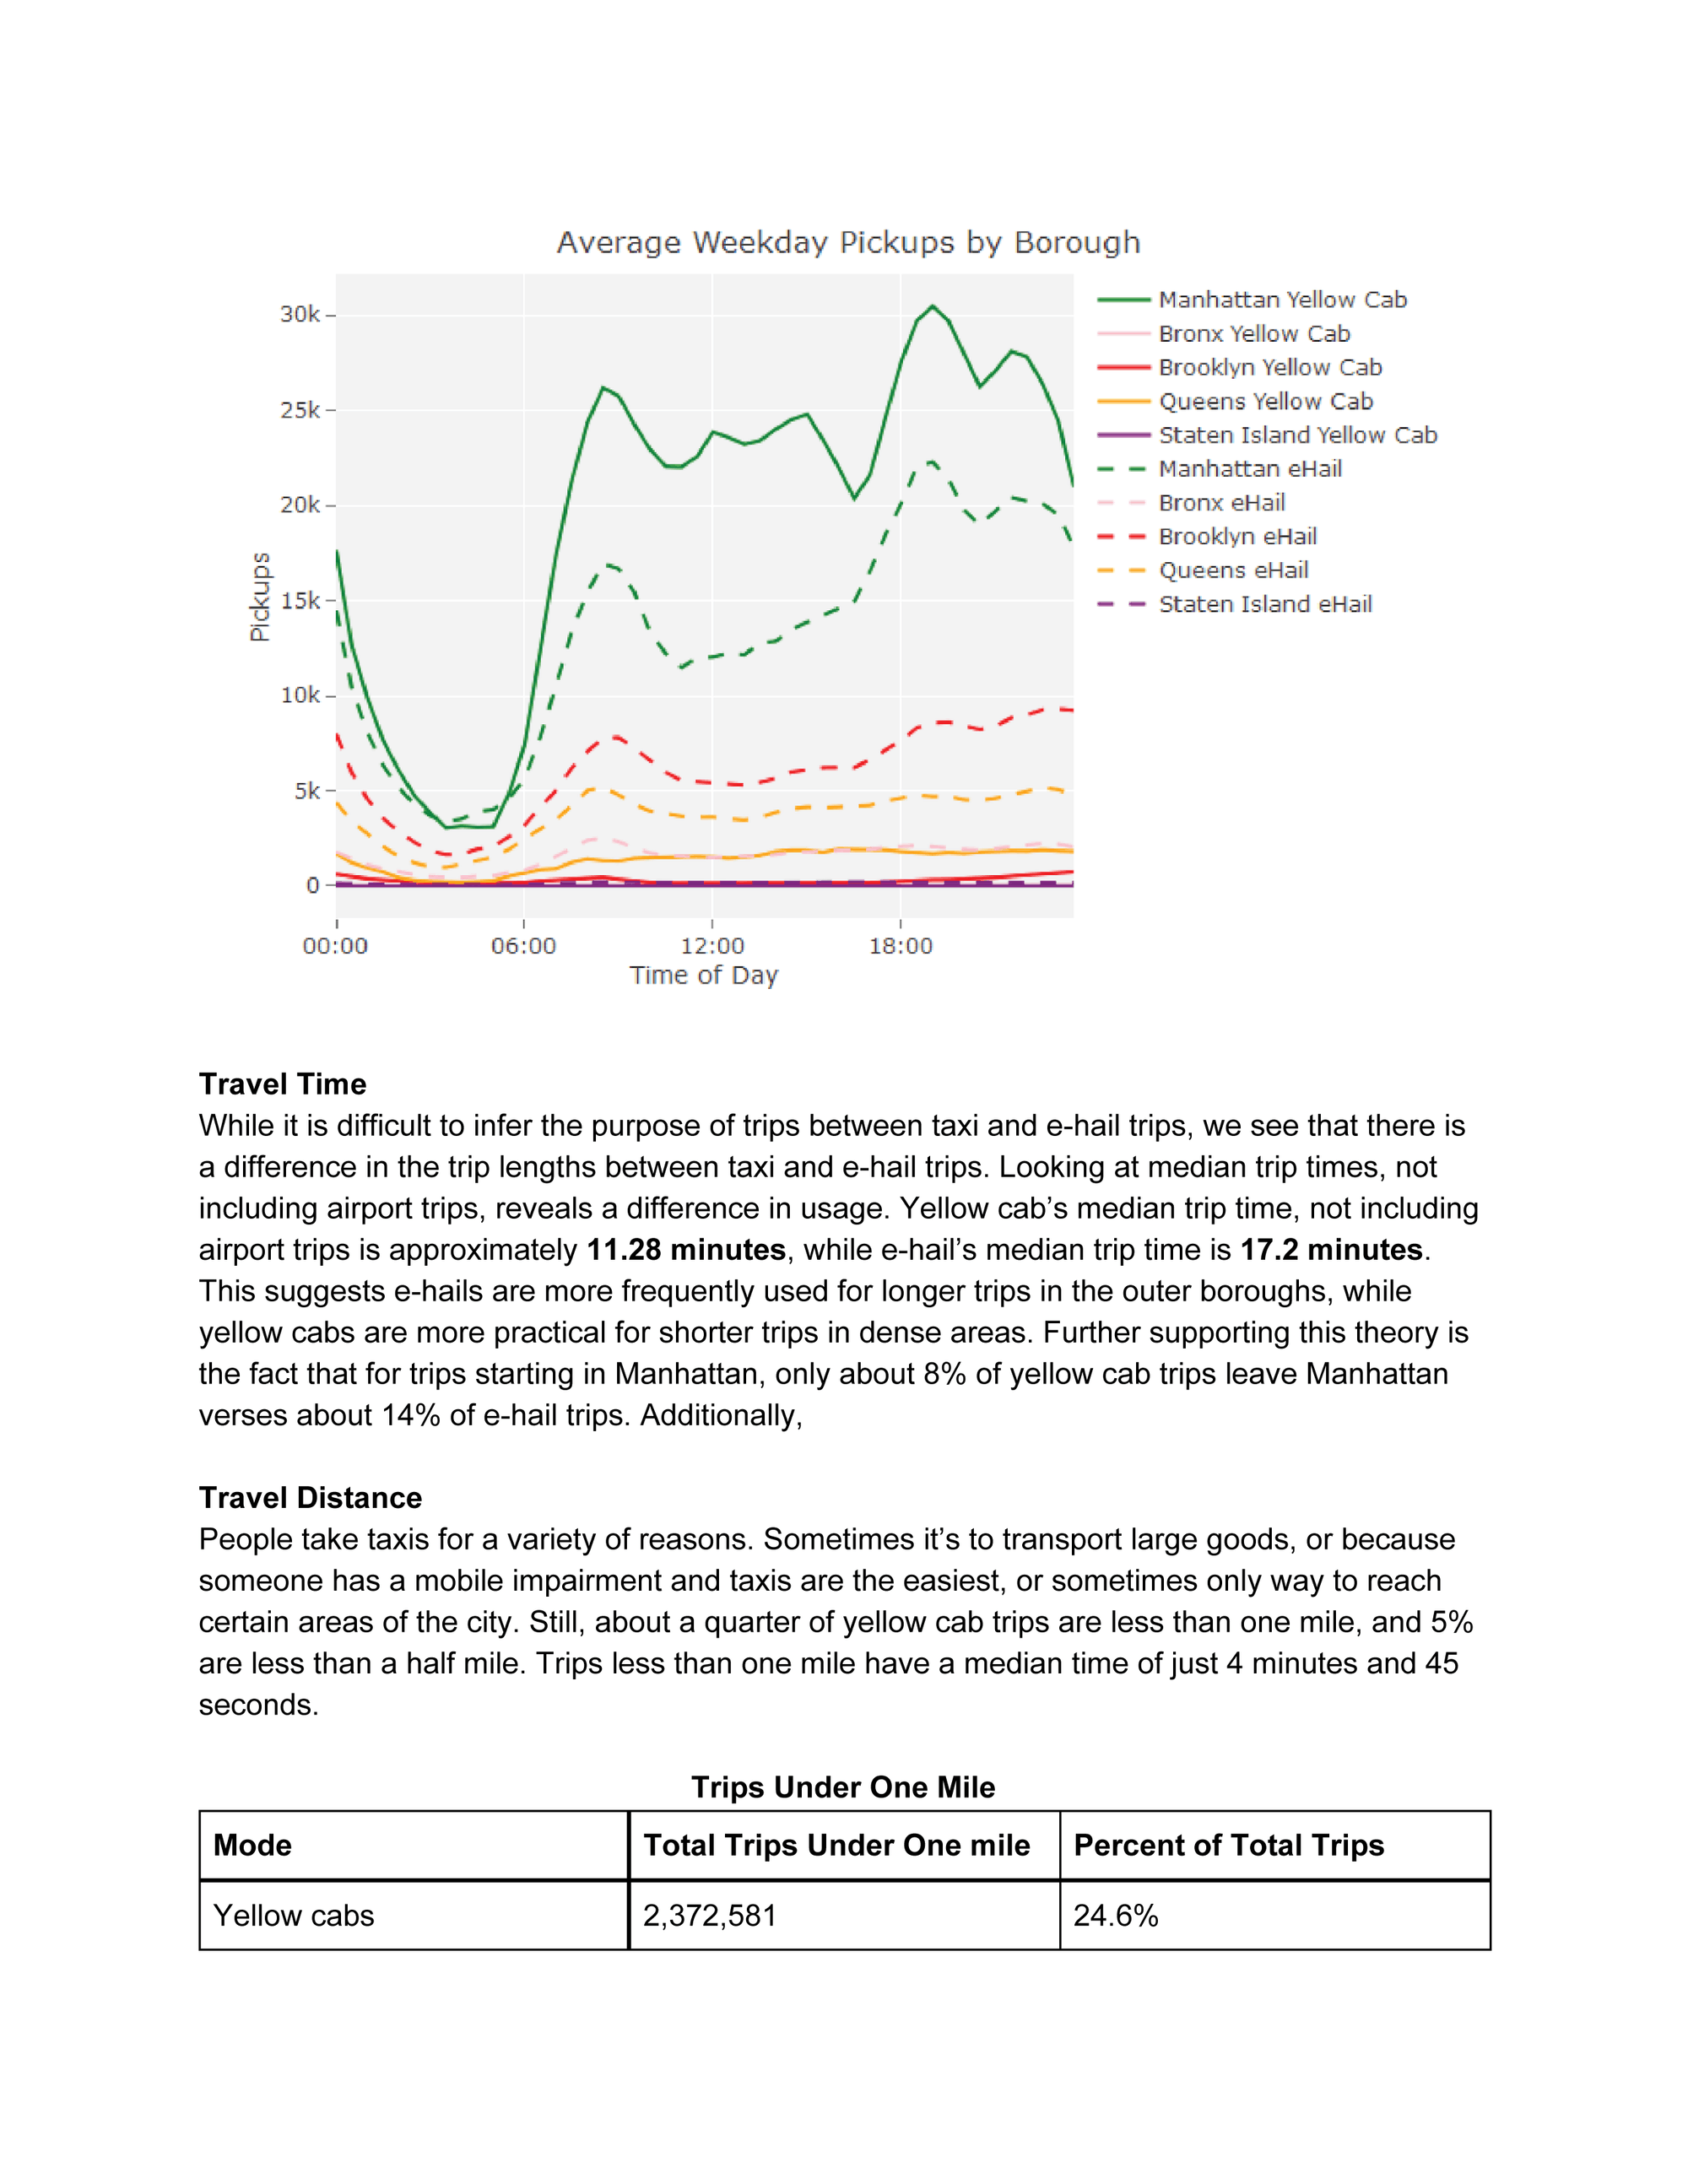 Average Weekday Pickups by Borough
30k
25k
20k
15k
10k
5k
0
Pickups
00:00 06:00 12:00 18:00
Time of Day
Manhattan Yellow Cab
Bronx Yellow Cab
Brooklyn Yellow Cab
Queens Yellow Cab
Staten Island Yellow Cab
Manhattan eHail
Bronx eHail
Brooklyn eHail
Queens eHail
Staten Island eHail
Travel Time
While it is difficult to infer the purpose of trips between taxi and e-hail trips, we see that there is
a difference in the trip lengths between taxi and e-hail trips. Looking at median trip times, not
including airport trips, reveals a difference in usage. Yellow cab’s median trip time, not including
airport trips is approximately 11.28 minutes, while e-hail’s median trip time is 17.2 minutes.
This suggests e-hails are more frequently used for longer trips in the outer boroughs, while
yellow cabs are more practical for shorter trips in dense areas. Further supporting this theory is
the fact that for trips starting in Manhattan, only about 8% of yellow cab trips leave Manhattan
verses about 14% of e-hail trips. Additionally,
Travel Distance
People take taxis for a variety of reasons. Sometimes it’s to transport large goods, or because
someone has a mobile impairment and taxis are the easiest, or sometimes only way to reach
certain areas of the city. Still, about a quarter of yellow cab trips are less than one mile, and 5%
are less than a half mile. Trips less than one mile have a median time of just 4 minutes and 45
seconds.
Trips Under One Mile
Mode Total Trips Under One mile Percent of Total Trips
Yellow cabs 2,372,581 24.6%